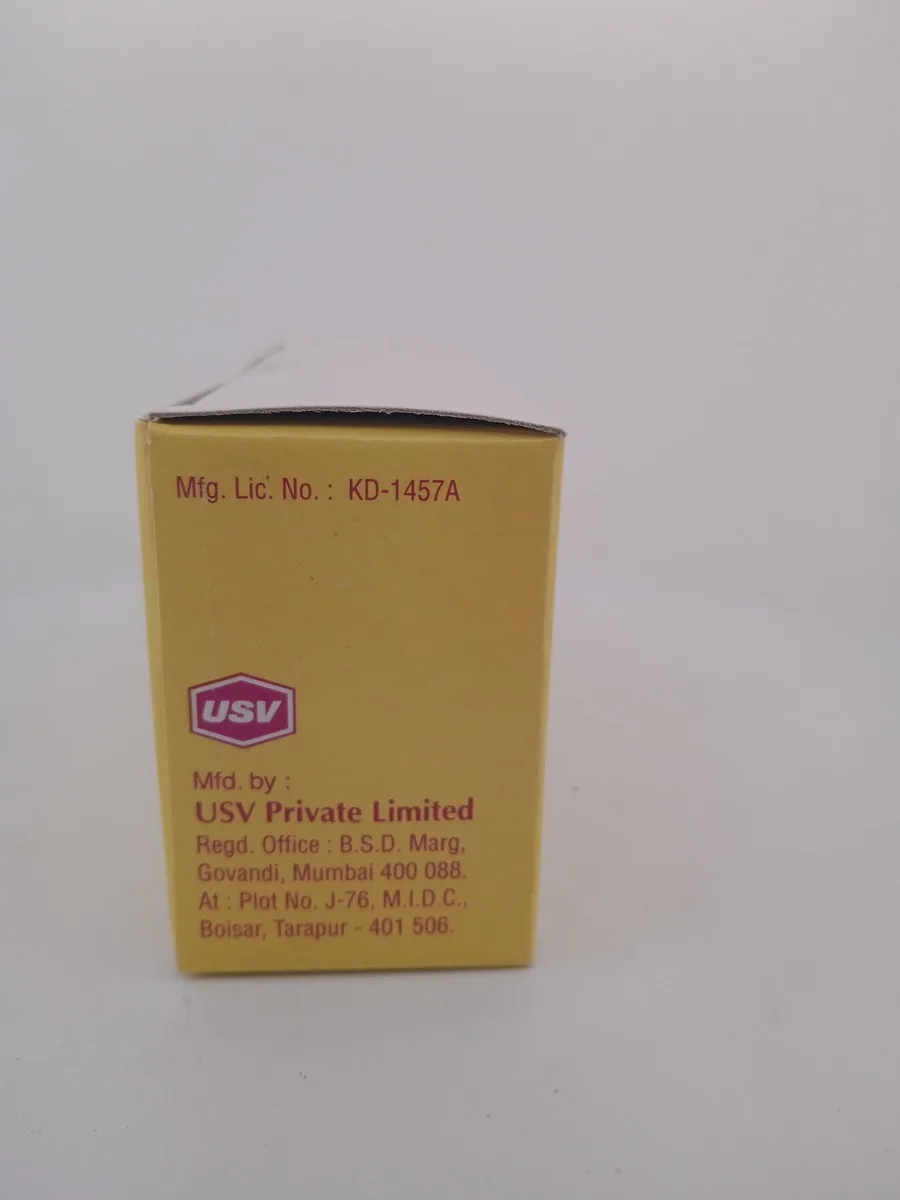 Mfg. Lic. No. : KD-1457A
USV
Mfd. by :
USV Private Limited
Regd. Office : B.S.D. Marg,
Govandi, Mumbai 400 088.
At : Plot No. J-76, M.I.D.C.,
Boisar, Tarapur - 401 506.